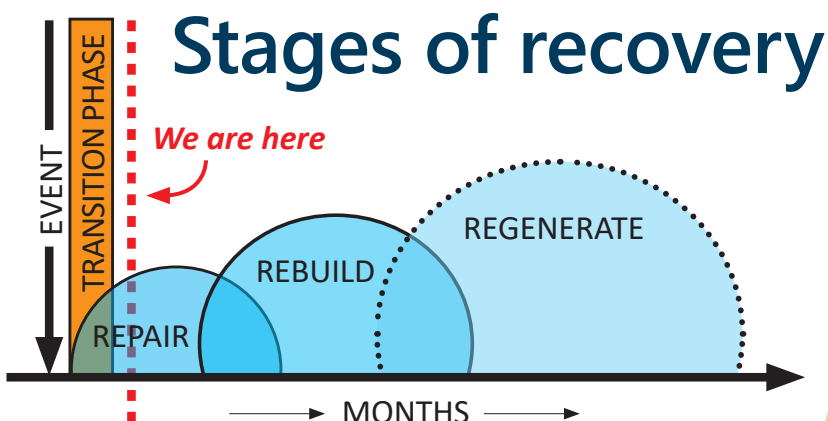 Stages of recovery
EVENT
TRANSITION PHASE
We are here
REPAIR
REBUILD
REGENERATE
MONTHS